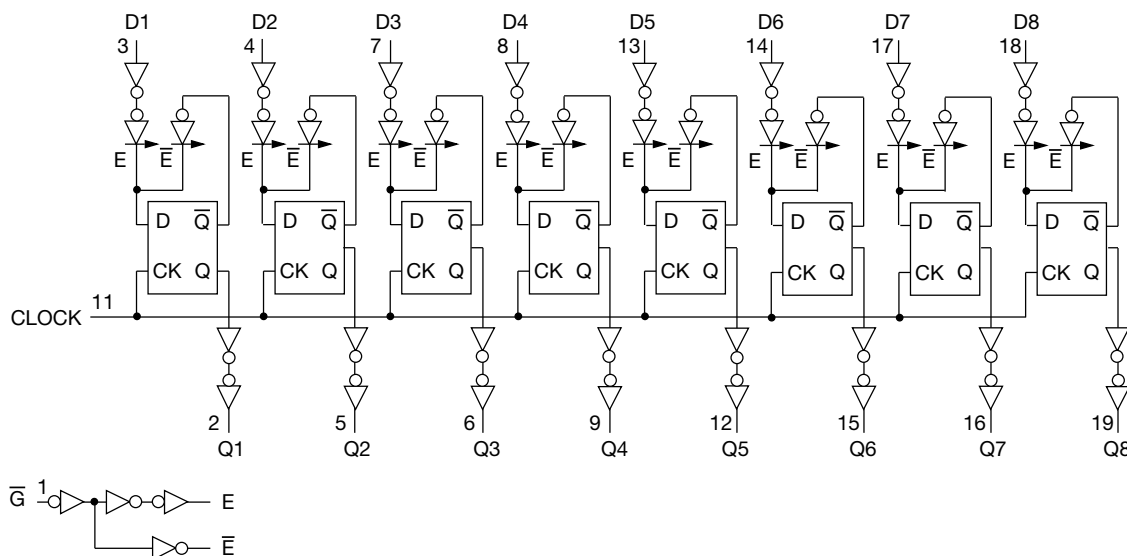 D1 D2 D3 D4 D5 D6 D7 D8
3 4 7 8 13 14 17 18
E E̅ E E̅ E E̅ E E̅ E E̅ E E̅ E E̅ E E̅
D Q̅ D Q̅ D Q̅ D Q̅ D Q̅ D Q̅ D Q̅ D Q̅
CK Q CK Q CK Q CK Q CK Q CK Q CK Q CK Q
CLOCK 11
2 5 6 9 12 15 16 19
Q1 Q2 Q3 Q4 Q5 Q6 Q7 Q8
G̅ 1 E
E̅